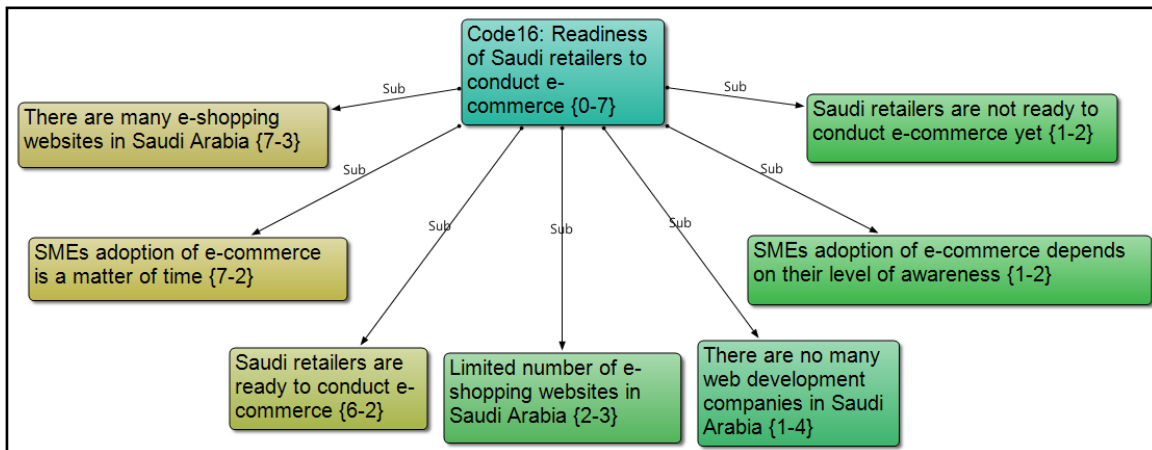 Code16: Readiness
of Saudi retailers to
conduct e-
commerce {0-7}
Sub
Sub
There are many e-shopping
websites in Saudi Arabia {7-3}
Saudi retailers are not ready to
conduct e-commerce yet {1-2}
Sub
Sub
Sub
Sub
Sub
SMEs adoption of e-commerce
is a matter of time {7-2}
SMEs adoption of e-commerce depends
on their level of awareness {1-2}
Saudi retailers are
ready to conduct e-
commerce {6-2}
Limited number of e-
shopping websites in
Saudi Arabia {2-3}
There are no many
web development
companies in Saudi
Arabia {1-4}